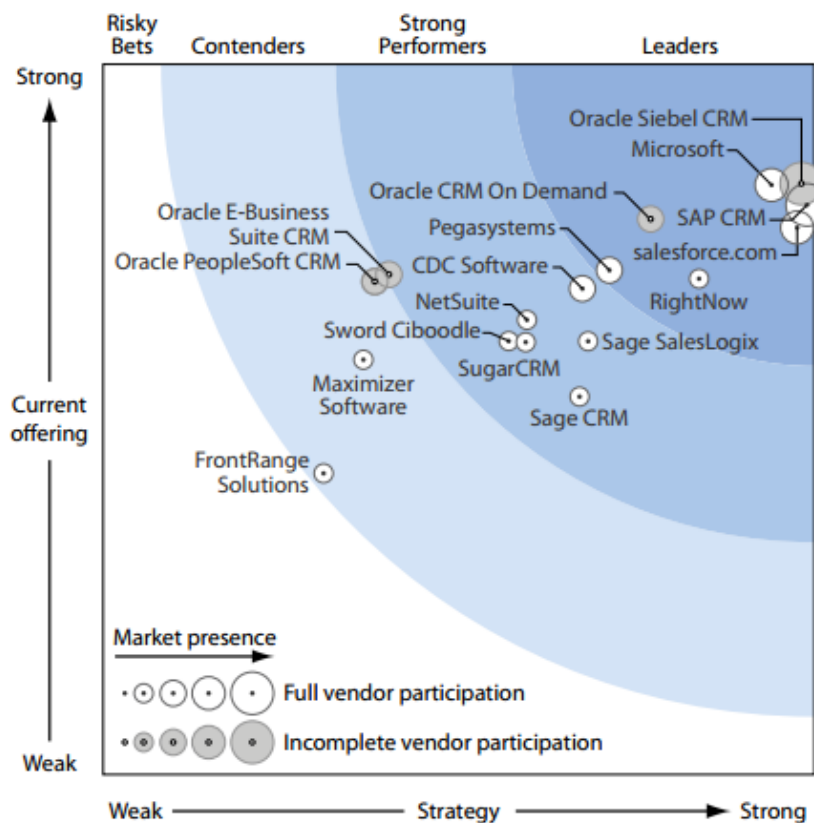 Risky
Bets
Contenders
Strong
Performers
Leaders
Strong
Oracle Siebel CRM
Microsoft
Oracle CRM On Demand
Oracle E-Business
Suite CRM
SAP CRM
Pegasystems
salesforce.com
Oracle PeopleSoft CRM
CDC Software
RightNow
NetSuite
Sword Ciboodle
Sage SalesLogix
SugarCRM
Maximizer
Software
Current
offering
Sage CRM
FrontRange
Solutions
Market presence
Full vendor participation
Incomplete vendor participation
Weak
Weak
Strategy
Strong